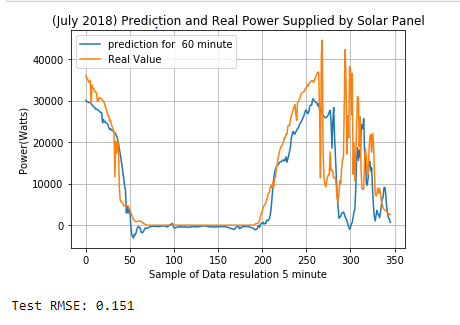 (July 2018) Prediction and Real Power Supplied by Solar Panel
prediction for 60 minute
Real Value
Power(Watts)
40000
30000
20000
10000
0
0 50 100 150 200 250 300 350
Sample of Data resulation 5 minute
Test RMSE: 0.151